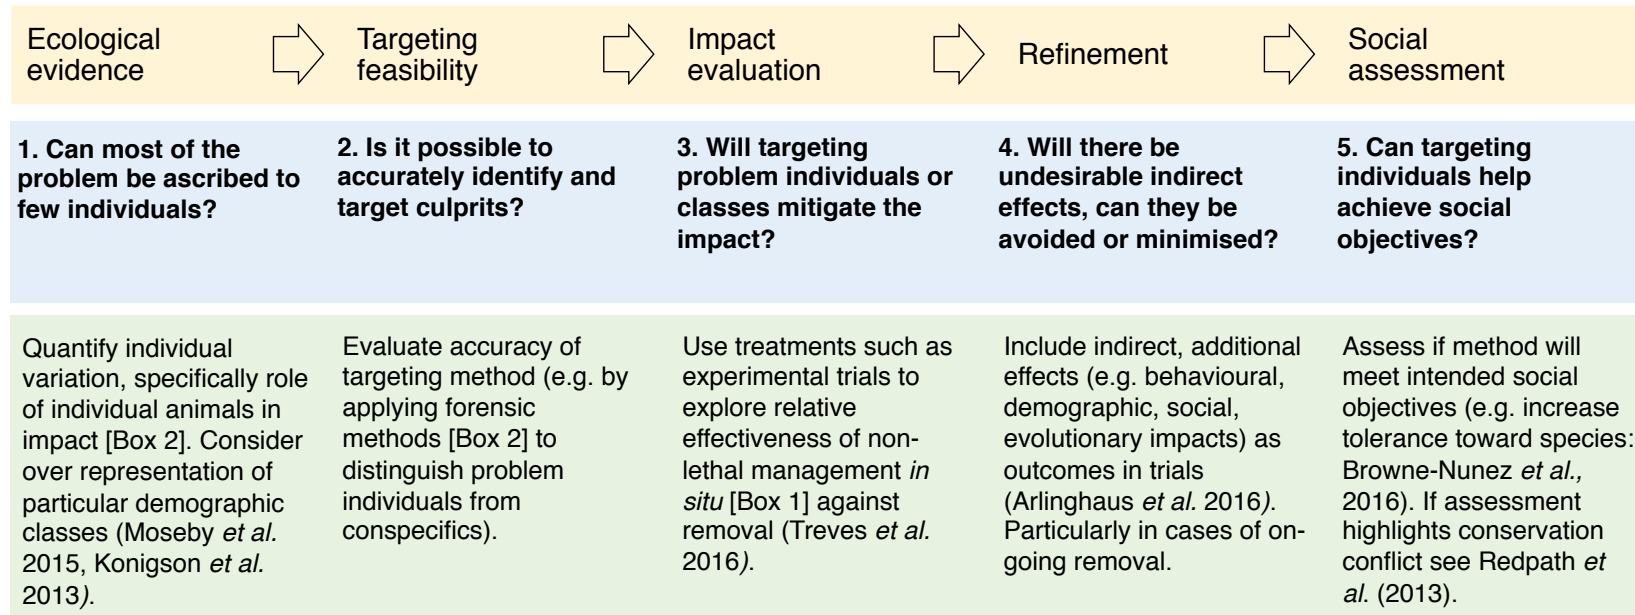 Ecological
evidence
Targeting
feasibility
Impact
evaluation
Refinement
Social
assessment
1. Can most of the
problem be ascribed to
few individuals?
2. Is it possible to
accurately identify and
target culprits?
3. Will targeting
problem individuals or
classes mitigate the
impact?
4. Will there be
undesirable indirect
effects, can they be
avoided or minimised?
5. Can targeting
individuals help
achieve social
objectives?
Quantify individual
variation, specifically role
of individual animals in
impact [Box 2]. Consider
over representation of
particular demographic
classes (Moseby et al.
2015, Konigson et al.
2013).
Evaluate accuracy of
targeting method (e.g. by
applying forensic
methods [Box 2] to
distinguish problem
individuals from
conspecifics).
Use treatments such as
experimental trials to
explore relative
effectiveness of non-
lethal management in
situ [Box 1] against
removal (Treves et al.
2016).
Include indirect, additional
effects (e.g. behavioural,
demographic, social,
evolutionary impacts) as
outcomes in trials
(Arlinghaus et al. 2016).
Particularly in cases of on-
going removal.
Assess if method will
meet intended social
objectives (e.g. increase
tolerance toward species:
Browne-Nunez et al.,
2016). If assessment
highlights conservation
conflict see Redpath et
al. (2013).